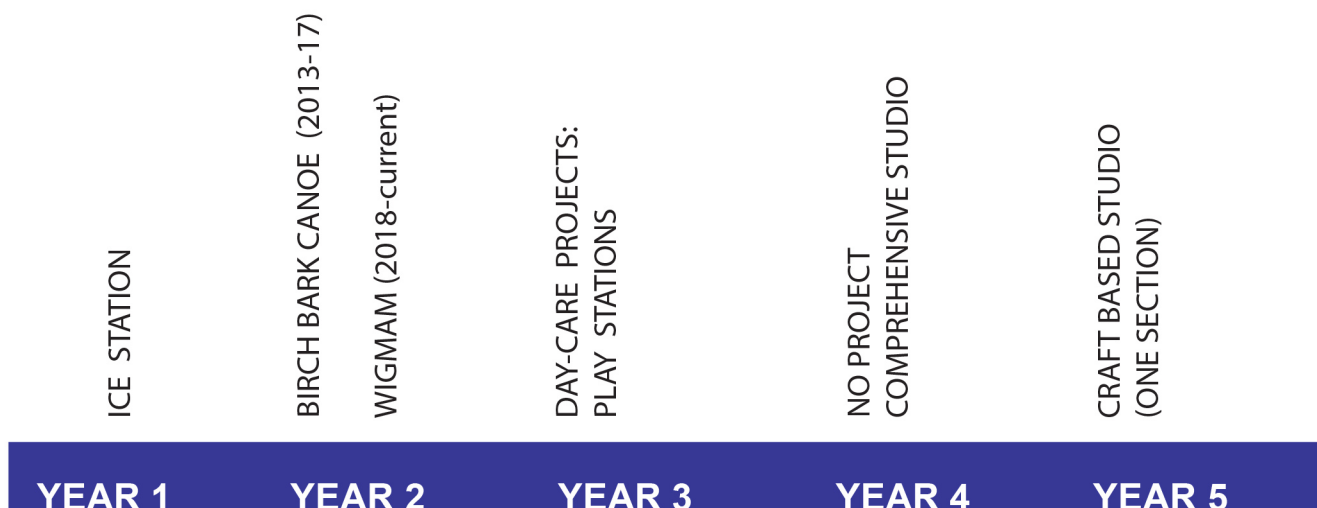 ICE STATION
BIRCH BARK CANOE (2013-17)
WIGMAM (2018-current)
DAY-CARE PROJECTS:
PLAY STATIONS
NO PROJECT
COMPREHENSIVE STUDIO
CRAFT BASED STUDIO
(ONE SECTION)
YEAR 1
YEAR 2
YEAR 3
YEAR 4
YEAR 5